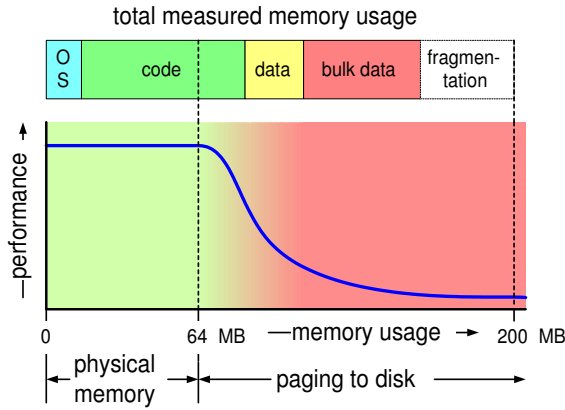 total measured memory usage
O
S
code
data
bulk data
fragmen-
tation
performance
0
64 MB
memory usage
200 MB
physical
memory
paging to disk